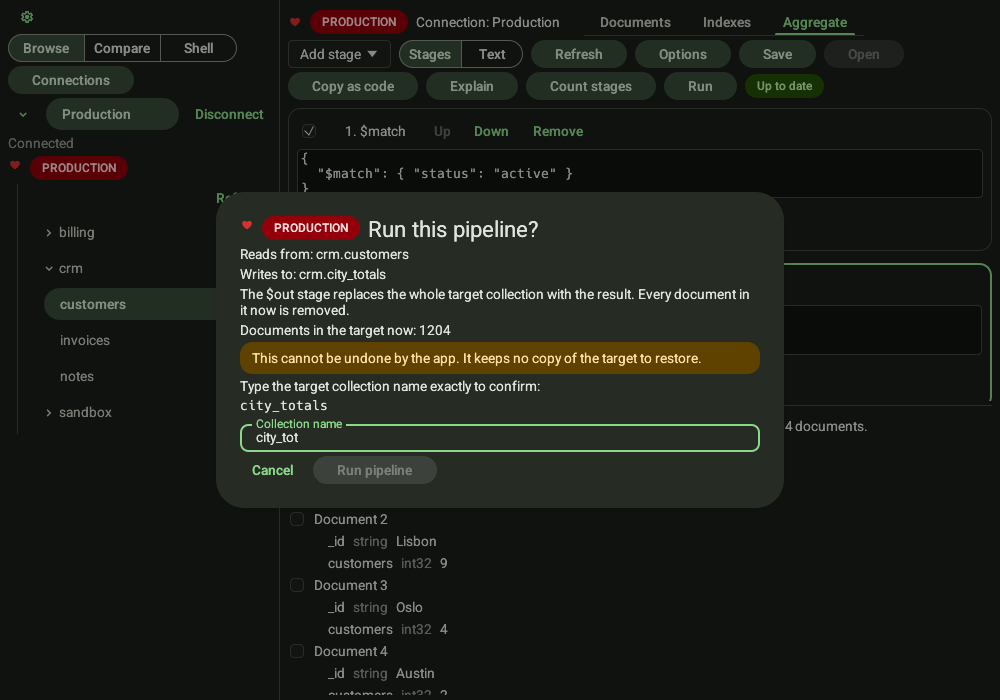 Browse
Compare
Shell
Connections
Production
Disconnect
Connected
PRODUCTION
billing
crm
customers
invoices
notes
sandbox
PRODUCTION
Connection: Production
Documents
Indexes
Aggregate
Add stage
Stages
Text
Refresh
Options
Save
Open
Copy as code
Explain
Count stages
Run
Up to date
1. $match
Up
Down
Remove
{
"$match": { "status": "active" }
}
PRODUCTION
Run this pipeline?
Reads from: crm.customers
Writes to: crm.city_totals
The $out stage replaces the whole target collection with the result. Every document in
it now is removed.
Documents in the target now: 1204
This cannot be undone by the app. It keeps no copy of the target to restore.
Type the target collection name exactly to confirm:
city_totals
Collection name
city_tot
Cancel
Run pipeline
4 documents.
Document 2
_id string Lisbon
customers int32 9
Document 3
_id string Oslo
customers int32 4
Document 4
_id string Austin
customers int32 2